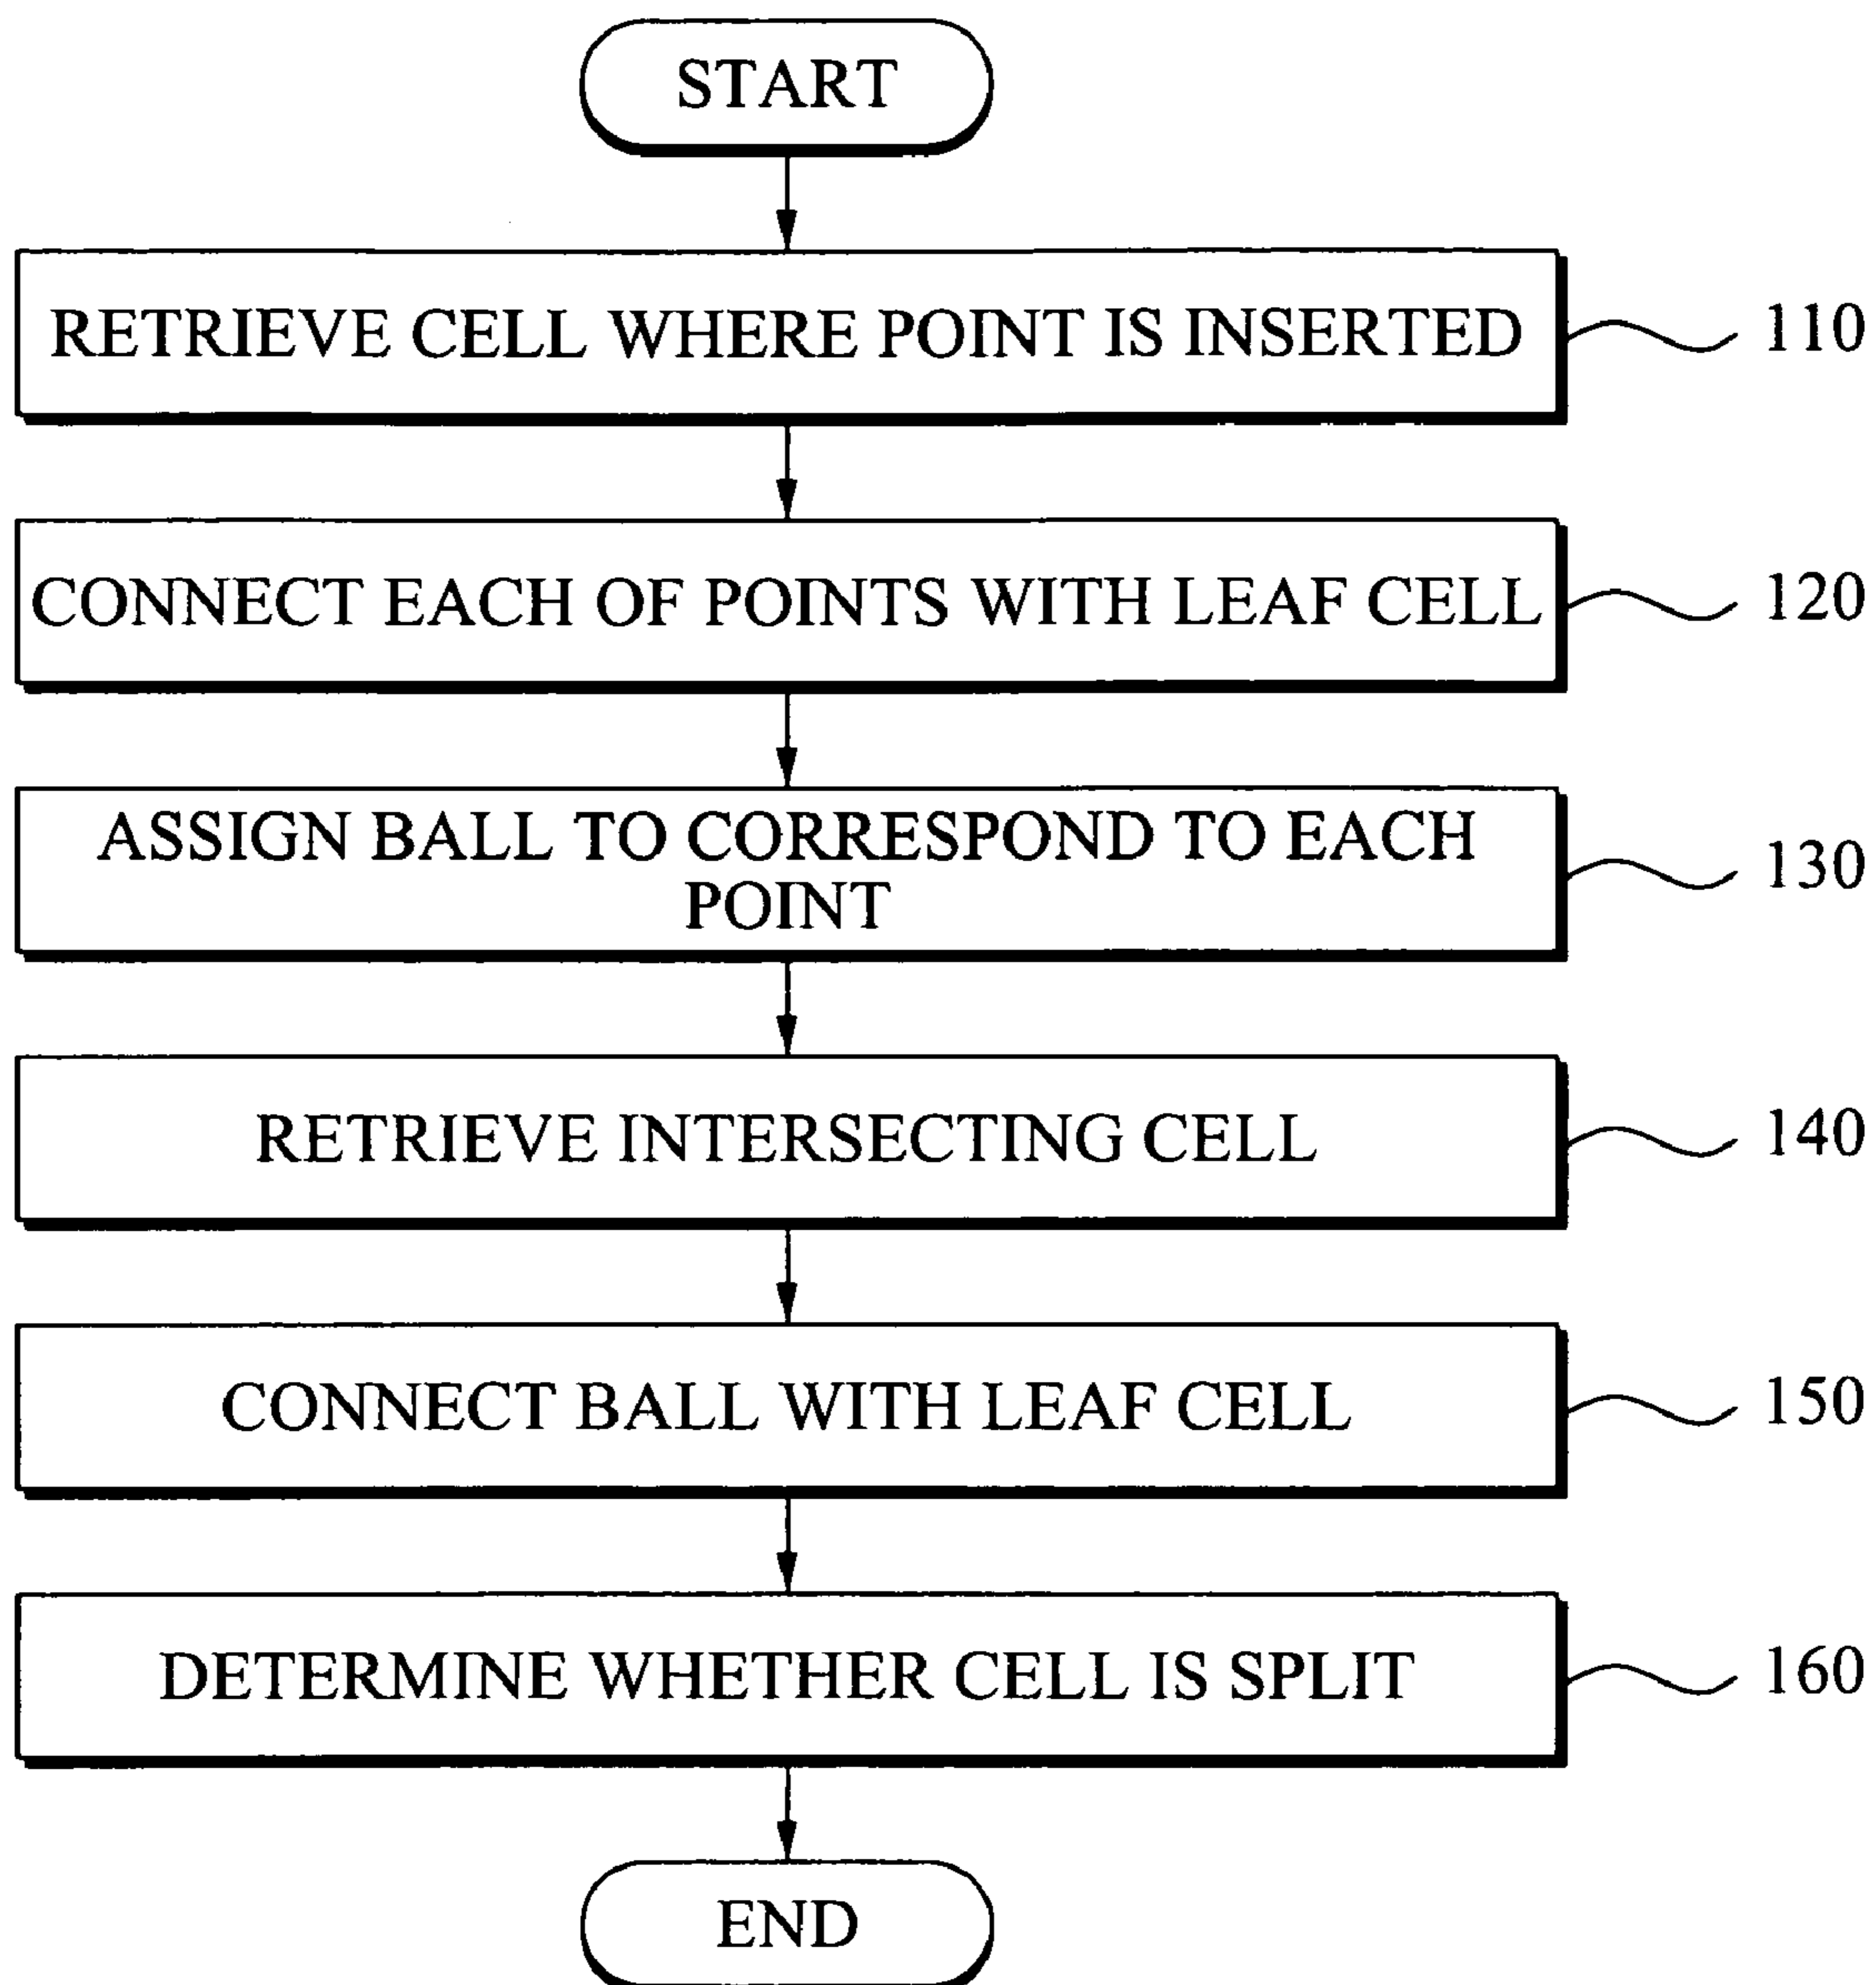 START
RETRIEVE CELL WHERE POINT IS INSERTED
110
CONNECT EACH OF POINTS WITH LEAF CELL
120
ASSIGN BALL TO CORRESPOND TO EACH
POINT
130
RETRIEVE INTERSECTING CELL
140
CONNECT BALL WITH LEAF CELL
150
DETERMINE WHETHER CELL IS SPLIT
160
END